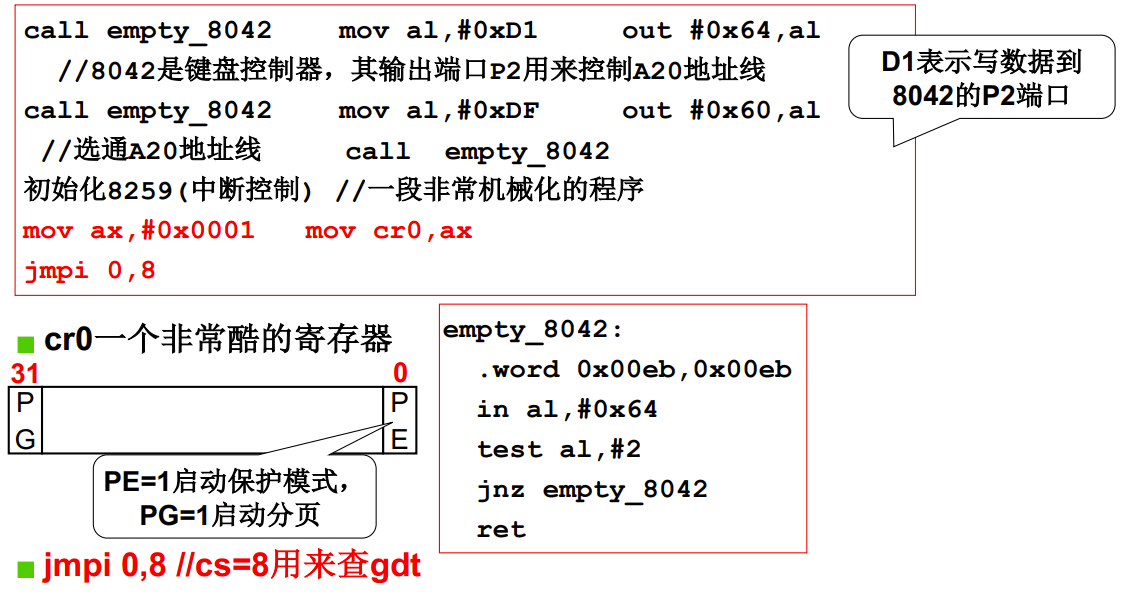 call empty_8042    mov al,#0xD1    out #0x64,al
//8042是键盘控制器，其输出端口P2用来控制A20地址线
call empty_8042    mov al,#0xDF    out #0x60,al
//选通A20地址线    call  empty_8042
初始化8259(中断控制) //一段非常机械化的程序
mov ax,#0x0001   mov cr0,ax
jmpi 0,8
D1表示写数据到
8042的P2端口
cr0一个非常酷的寄存器
31 0
P P
G E
PE=1启动保护模式，
PG=1启动分页
jmpi 0,8 //cs=8用来查gdt
empty_8042:
.word 0x00eb,0x00eb
in al,#0x64
test al,#2
jnz empty_8042
ret